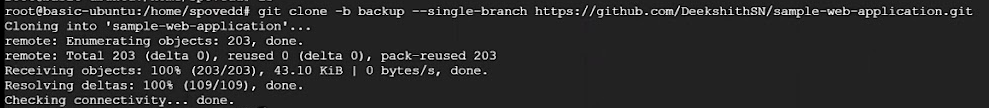 root@basic-ubuntu:/home/spovedd# git clone -b backup --single-branch https://github.com/DeekshithSN/sample-web-application.git
Cloning into 'sample-web-application'...
remote: Enumerating objects: 203, done.
remote: Total 203 (delta 0), reused 0 (delta 0), pack-reused 203
Receiving objects: 100% (203/203), 43.10 KiB | 0 bytes/s, done.
Resolving deltas: 100% (109/109), done.
Checking connectivity... done.